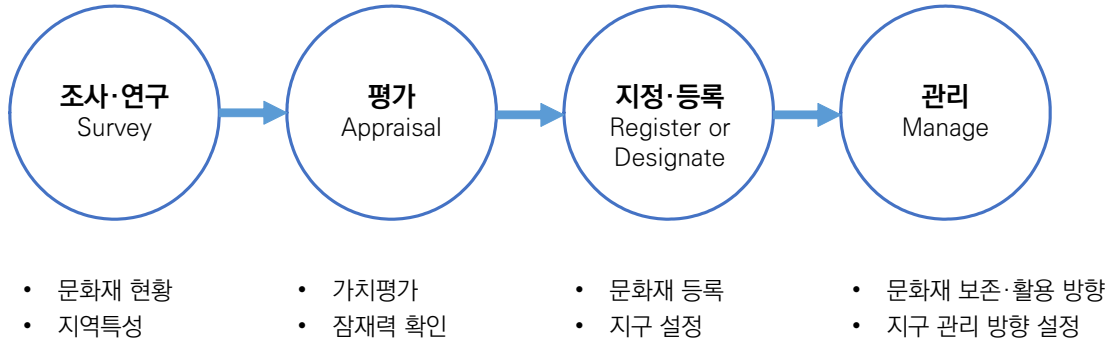 조사·연구
Survey
평가
Appraisal
지정·등록
Register or
Designate
관리
Manage
• 문화재 현황
• 지역특성
• 가치평가
• 잠재력 확인
• 문화재 등록
• 지구 설정
• 문화재 보존·활용 방향
• 지구 관리 방향 설정